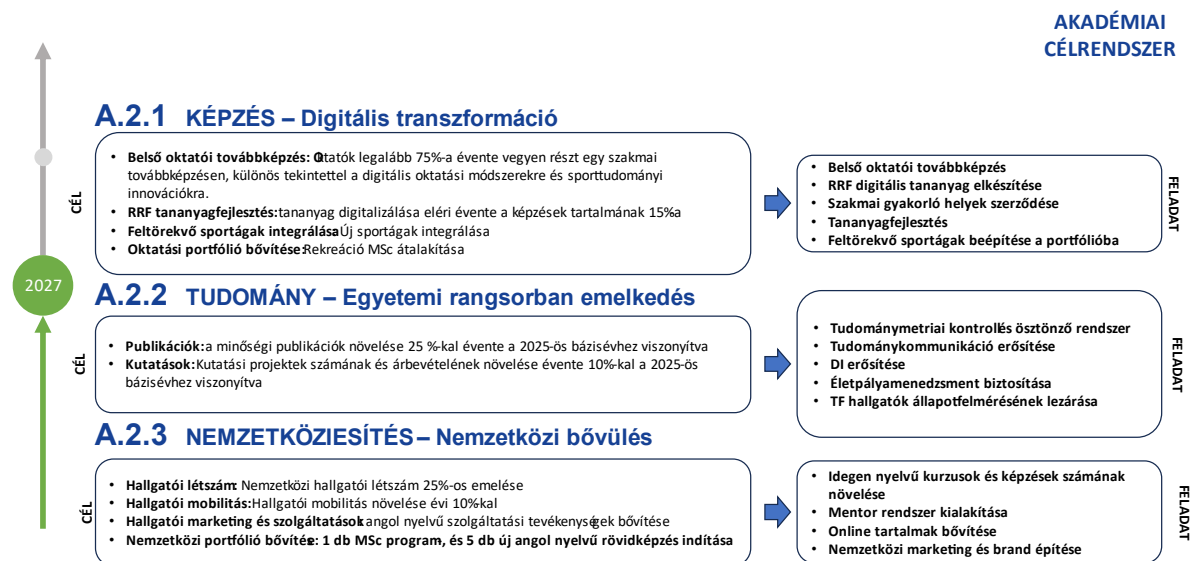 AKADÉMIAI
CÉLRENDSZER
A.2.1 KÉPZÉS – Digitális transzformáció
CÉL
• Belső oktatói továbbképzés: Oktatók legalább 75%-a évente vegyen részt egy szakmai
továbbképzésen, különös tekintettel a digitális oktatási módszerekre és sporttudományi
innovációkra.
• RRF tananyagfejlesztés: tananyag digitalizálása eléri évente a képzések tartalmának 15%a
• Feltörekvő sportágak integrálása Új sportágak integrálása
• Oktatási portfólió bővítése: Rekreáció MSc átalakítása
• Belső oktatói továbbképzés
• RRF digitális tananyag elkészítése
• Szakmai gyakorló helyek szerződése
• Tananyagfejlesztés
• Feltörekvő sportágak beépítése a portfólióba
FELADAT
2027
A.2.2 TUDOMÁNY – Egyetemi rangsorban emelkedés
CÉL
• Publikációk: a minőségi publikációk növelése 25 %-kal évente a 2025-ös bázisévhez viszonyítva
• Kutatások: Kutatási projektek számának és árbevételének növelése évente 10%-kal a 2025-ös
bázisévhez viszonyítva
• Tudománymetriai kontroll és ösztönző rendszer
• Tudománykommunikáció erősítése
• DI erősítése
• Életpályamenedzsment biztosítása
• TF hallgatók állapotfelmérésének lezárása
FELADAT
A.2.3 NEMZETKÖZIESÍTÉS – Nemzetközi bővülés
CÉL
• Hallgatói létszám: Nemzetközi hallgatói létszám 25%-os emelése
• Hallgatói mobilitás: Hallgatói mobilitás növelése évi 10%kal
• Hallgatói marketing és szolgáltatások: angol nyelvű szolgáltatási tevékenységek bővítése
• Nemzetközi portfólió bővítése: 1 db MSc program, és 5 db új angol nyelvű rövidképzés indítása
• Idegen nyelvű kurzusok és képzések számának
növelése
• Mentor rendszer kialakítása
• Online tartalmak bővítése
• Nemzetközi marketing és brand építése
FELADAT